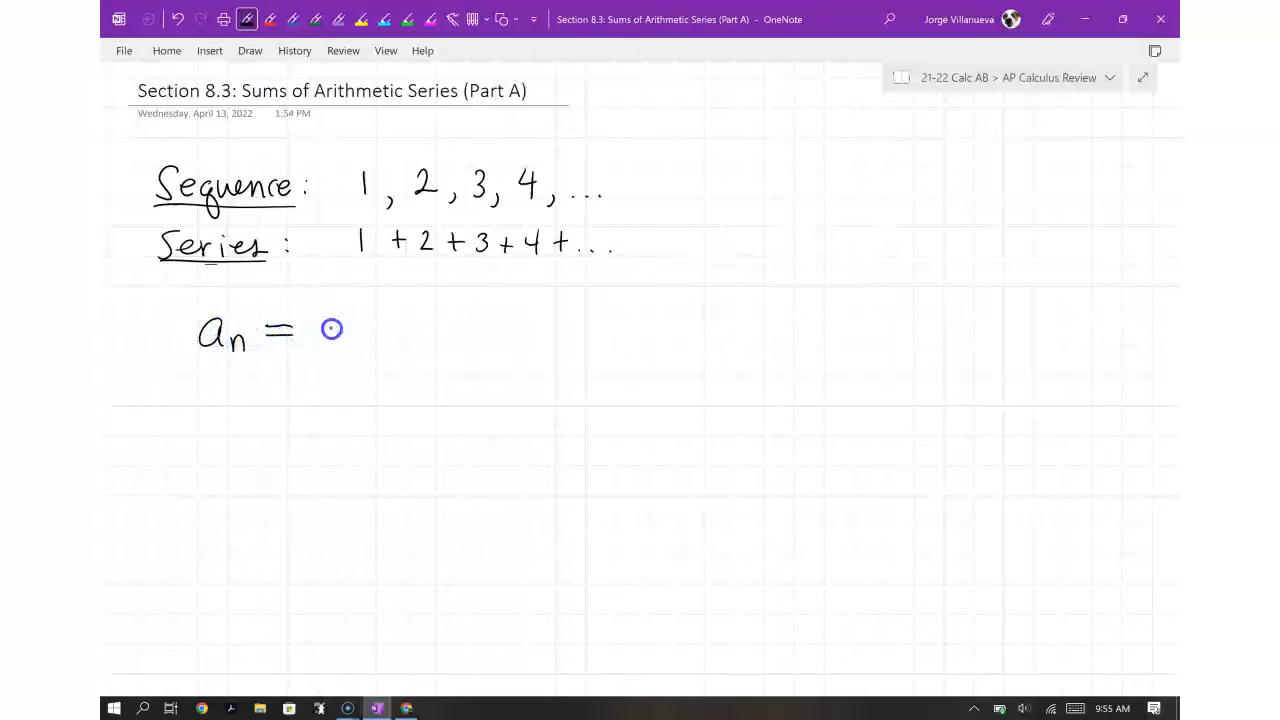 Section 8.3: Sums of Arithmetic Series (Part A) - OneNote
Jorge Villanueva
File Home Insert Draw History Review View Help
21-22 Calc AB > AP Calculus Review
Section 8.3: Sums of Arithmetic Series (Part A)
Wednesday, April 13, 2022 1:54 PM
Sequence: 1, 2, 3, 4, ...
Series: 1 + 2 + 3 + 4 + ...
aₙ =
9:55 AM